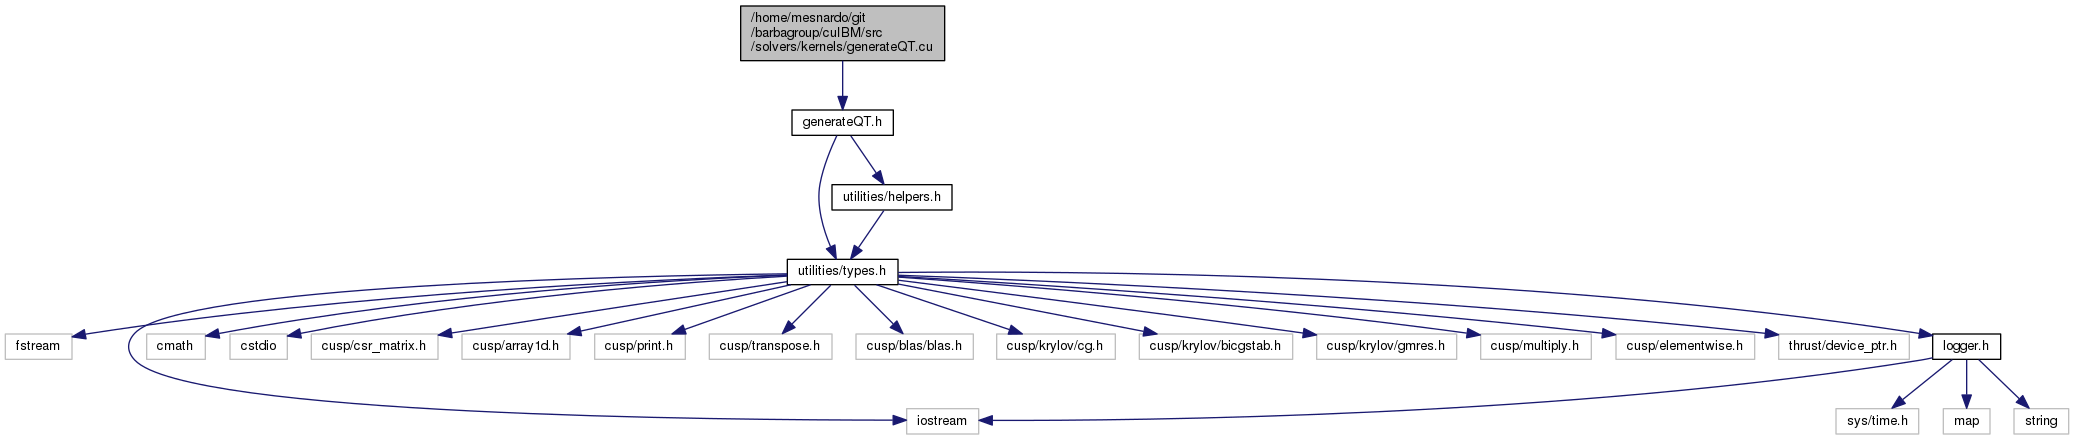 /home/mesnardo/git
/barbagroup/cuIBM/src
/solvers/kernels/generateQT.cu
generateQT.h
utilities/helpers.h
utilities/types.h
fstream
cmath
cstdio
cusp/csr_matrix.h
cusp/array1d.h
cusp/print.h
cusp/transpose.h
cusp/blas/blas.h
cusp/krylov/cg.h
cusp/krylov/bicgstab.h
cusp/krylov/gmres.h
cusp/multiply.h
cusp/elementwise.h
thrust/device_ptr.h
logger.h
iostream
sys/time.h
map
string